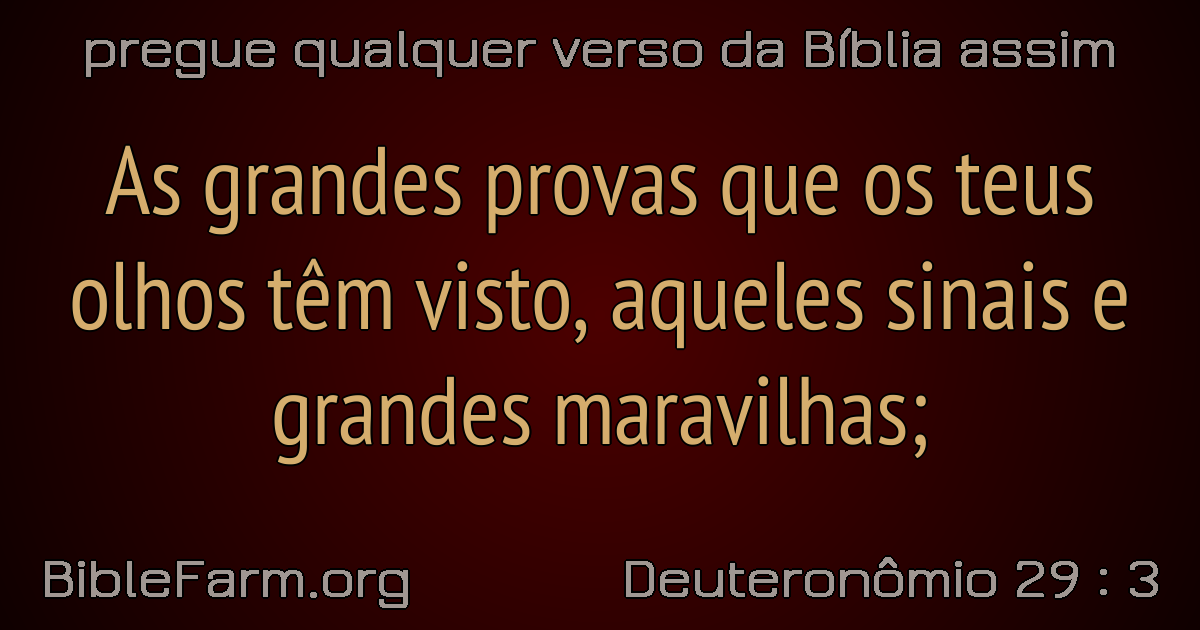 pregue qualquer verso da Bíblia assim
As grandes provas que os teus
olhos têm visto, aqueles sinais e
grandes maravilhas;
BibleFarm.org
Deuteronômio 29 : 3